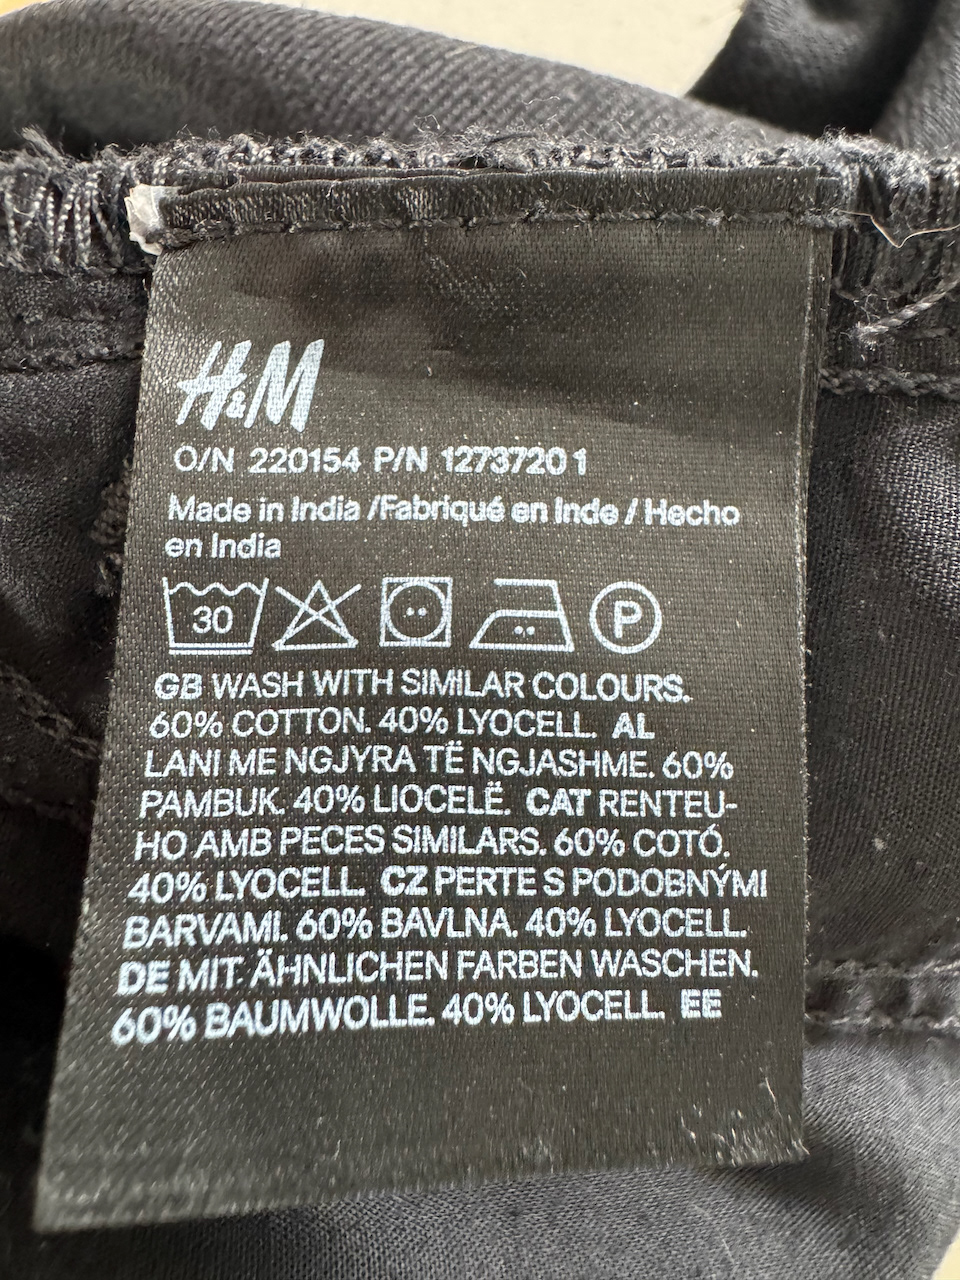 H&M
O/N 220154 P/N 12737201
Made in India /Fabriqué en Inde / Hecho
en India
30 P
GB WASH WITH SIMILAR COLOURS.
60% COTTON. 40% LYOCELL. AL
LANI ME NGJYRA TË NGJASHME. 60%
PAMBUK. 40% LIOCELË. CAT RENTEU-
HO AMB PECES SIMILARS. 60% COTÓ.
40% LYOCELL. CZ PERTE S PODOBNÝMI
BARVAMI. 60% BAVLNA. 40% LYOCELL.
DE MIT ÄHNLICHEN FARBEN WASCHEN.
60% BAUMWOLLE. 40% LYOCELL. EE